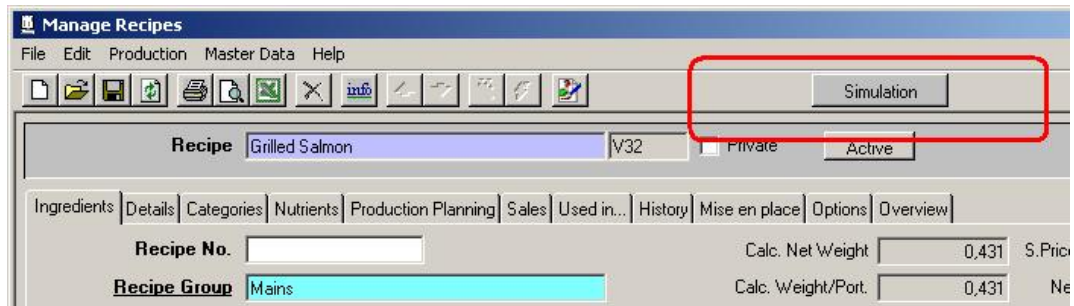 Manage Recipes
File Edit Production Master Data Help
info Simulation
Recipe Grilled Salmon V32 Private Active
Ingredients Details Categories Nutrients Production Planning Sales Used in... History Mise en place Options Overview
Recipe No. Calc. Net Weight 0,431 S.Price
Recipe Group Mains Calc. Weight/Port. 0,431 Ne